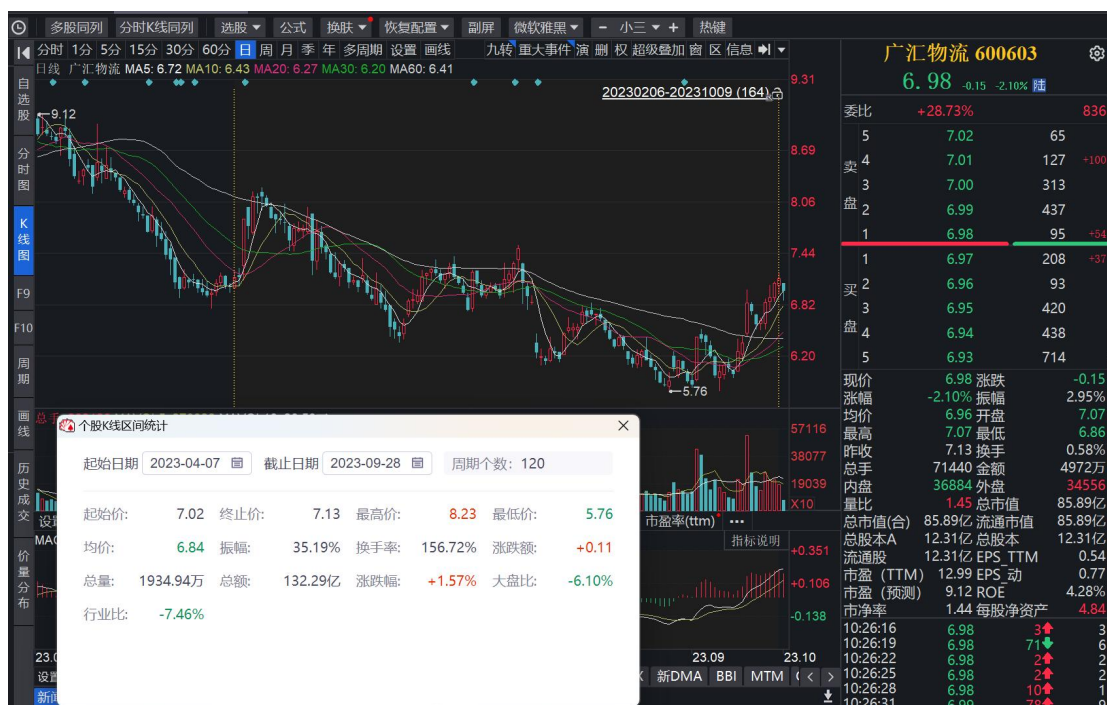 多股同列 分时K线同列 选股 公式 换肤 恢复配置 副屏 微软雅黑 − 小三 + 热键
分时 1分 5分 15分 30分 60分 日 周 月 季 年 多周期 设置 画线 九转 重大事件 演 删 权 超级叠加 窗 区 信息
日线 广汇物流 MA5: 6.72 MA10: 6.43 MA20: 6.27 MA30: 6.20 MA60: 6.41
20230206-20231009 (164)
自选股
分时图
K线图
F9
F10
周期
画线
历史成交
价量分布
9.12
5.76
9.31
8.69
8.06
7.44
6.82
6.20
57116
38077
19039
X10
市盈率(ttm)
指标说明
+0.351
+0.106
-0.138
23.09
23.10
新DMA BBI MTM
个股K线区间统计
起始日期 2023-04-07 截止日期 2023-09-28 周期个数: 120
起始价: 7.02 终止价: 7.13 最高价: 8.23 最低价: 5.76
均价: 6.84 振幅: 35.19% 换手率: 156.72% 涨跌额: +0.11
总量: 1934.94万 总额: 132.29亿 涨跌幅: +1.57% 大盘比: -6.10%
行业比: -7.46%
广汇物流 600603
6.98 -0.15 -2.10% 陆
委比 +28.73% 836
卖盘
5 7.02 65
4 7.01 127 +100
3 7.00 313
2 6.99 437
1 6.98 95 +54
买盘
1 6.97 208 +37
2 6.96 93
3 6.95 420
4 6.94 438
5 6.93 714
现价 6.98 涨跌 -0.15
涨幅 -2.10% 振幅 2.95%
均价 6.96 开盘 7.07
最高 7.07 最低 6.86
昨收 7.13 换手 0.58%
总手 71440 金额 4972万
内盘 36884 外盘 34556
量比 1.45 总市值 85.89亿
总市值(合) 85.89亿 流通市值 85.89亿
总股本A 12.31亿 总股本 12.31亿
流通股 12.31亿 EPS_TTM 0.54
市盈（TTM） 12.99 EPS_动 0.77
市盈（预测） 9.12 ROE 4.28%
市净率 1.44 每股净资产 4.84
10:26:16 6.98 3 3
10:26:19 6.98 71 6
10:26:22 6.98 2 2
10:26:25 6.98 2 2
10:26:28 6.98 10 1
10:26:31 6.99 78 9